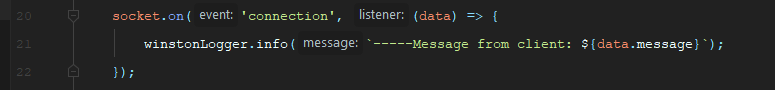 20 socket.on( event: 'connection', listener: (data) => {
21 winstonLogger.info( message: `-----Message from client: ${data.message}`);
22 });